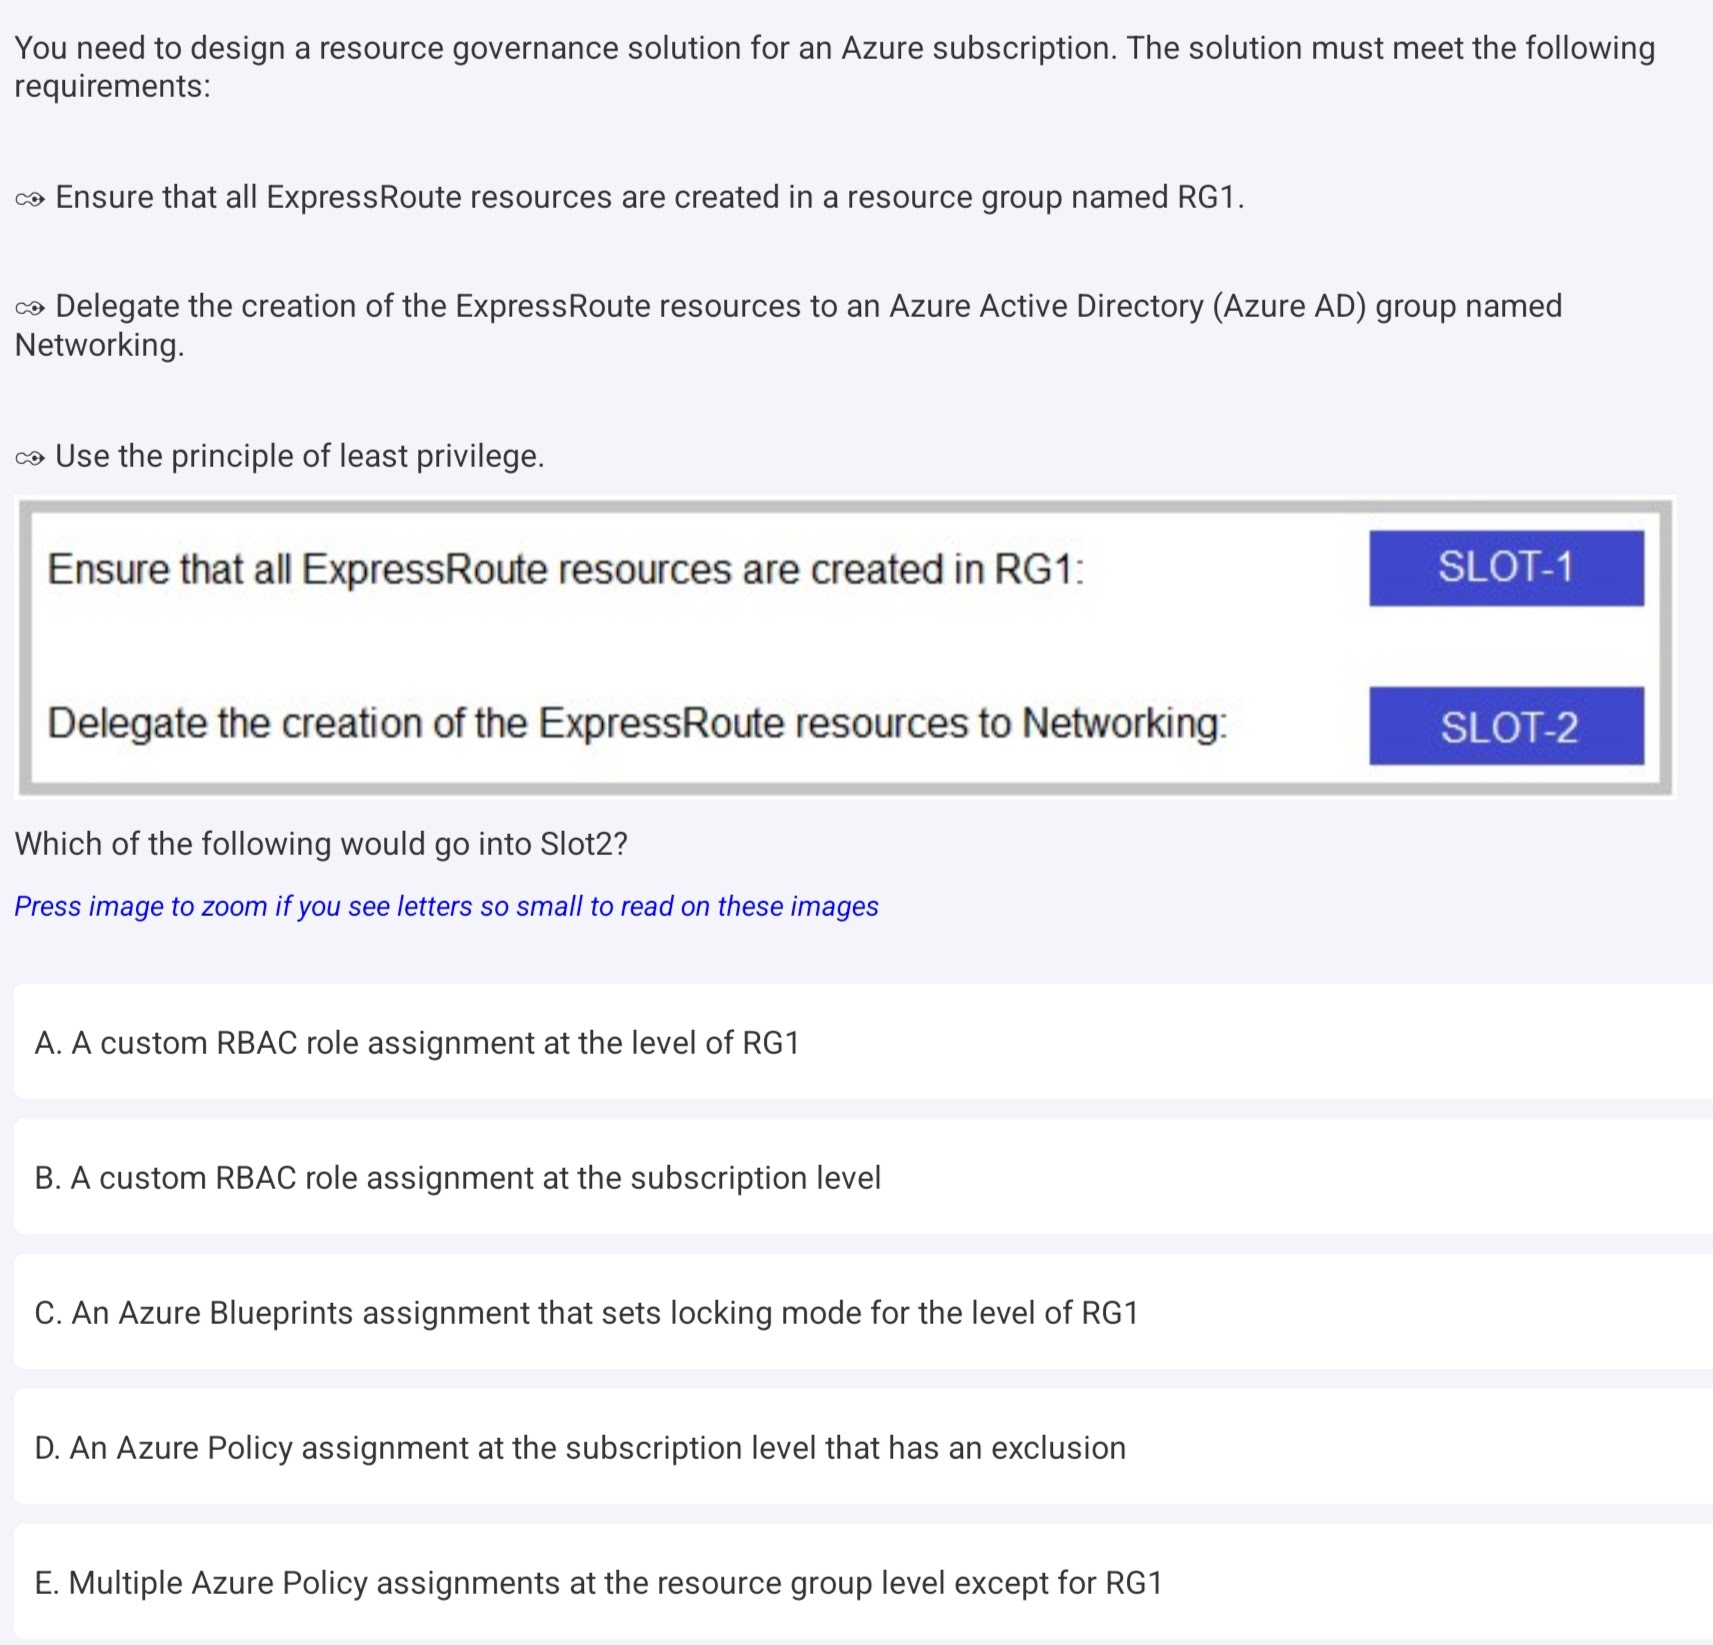 You need to design a resource governance solution for an Azure subscription. The solution must meet the following
requirements:
Ensure that all ExpressRoute resources are created in a resource group named RG1.
Delegate the creation of the ExpressRoute resources to an Azure Active Directory (Azure AD) group named
Networking.
Use the principle of least privilege.
Ensure that all ExpressRoute resources are created in RG1: SLOT-1
Delegate the creation of the ExpressRoute resources to Networking: SLOT-2
Which of the following would go into Slot2?
Press image to zoom if you see letters so small to read on these images
A. A custom RBAC role assignment at the level of RG1
B. A custom RBAC role assignment at the subscription level
C. An Azure Blueprints assignment that sets locking mode for the level of RG1
D. An Azure Policy assignment at the subscription level that has an exclusion
E. Multiple Azure Policy assignments at the resource group level except for RG1